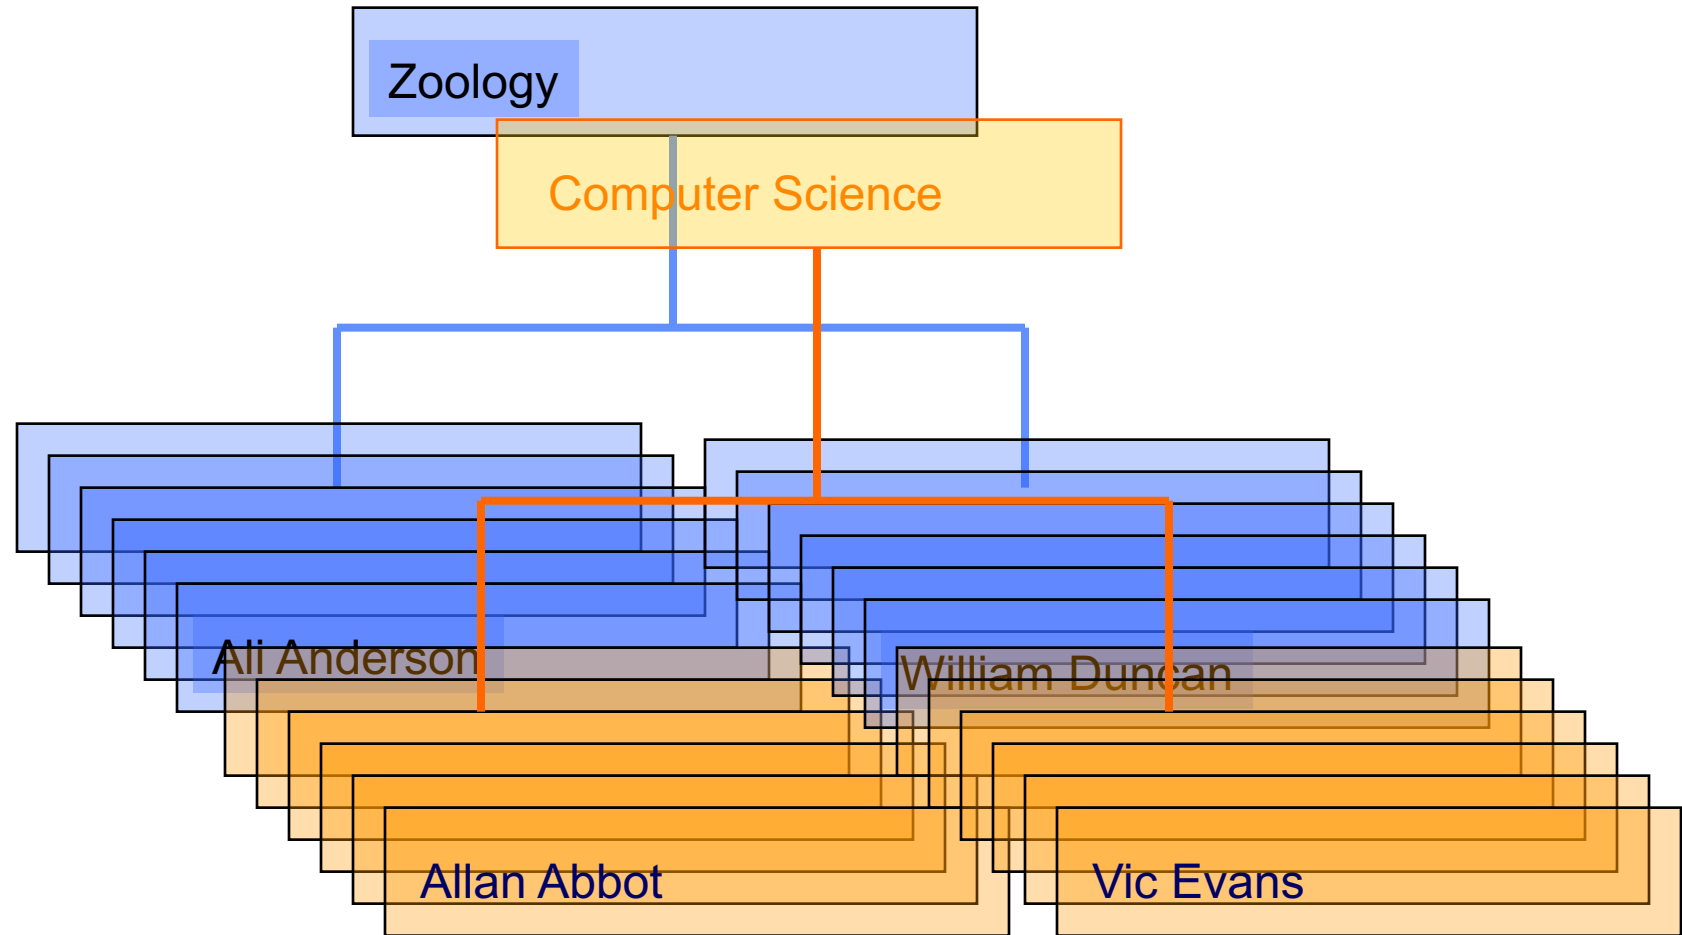 Zoology
Computer Science
Ali Anderson
William Duncan
Allan Abbot
Vic Evans